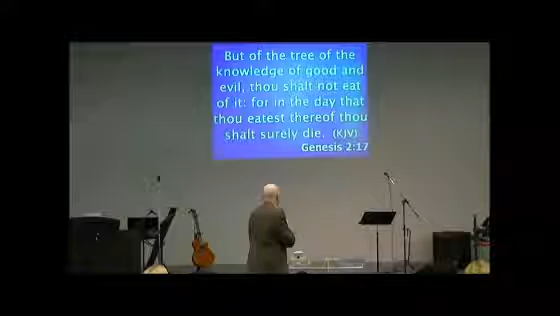 But of the tree of the
knowledge of good and
evil, thou shalt not eat
of it: for in the day that
thou eatest thereof thou
shalt surely die. (KJV)
Genesis 2:17